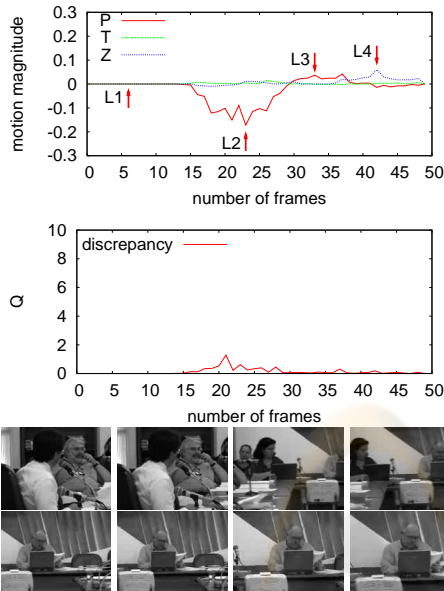 0.3
0.2
0.1
0
-0.1
-0.2
-0.3
motion magnitude
P
T
Z
L1
L2
L3
L4
0 5 10 15 20 25 30 35 40 45 50
number of frames
10
8
6
4
2
0
Q
discrepancy
0 5 10 15 20 25 30 35 40 45 50
number of frames